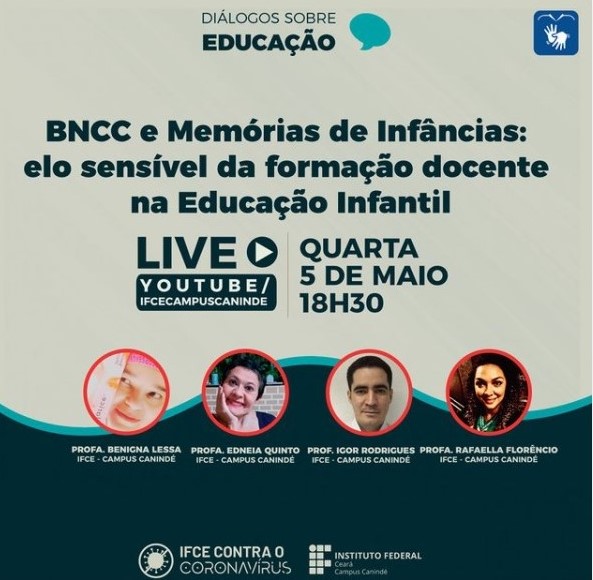 DIÁLOGOS SOBRE
EDUCAÇÃO
BNCC e Memórias de Infâncias:
elo sensível da formação docente
na Educação Infantil
LIVE
YOUTUBE/
IFCECAMPUSCANINDE
QUARTA
5 DE MAIO
18H30
PROFA. BENIGNA LESSA
IFCE - CAMPUS CANINDÉ
PROFA. EDNEIA QUINTO
IFCE - CAMPUS CANINDÉ
PROF. IGOR RODRIGUES
IFCE - CAMPUS CANINDÉ
PROFA. RAFAELLA FLORÊNCIO
IFCE - CAMPUS CANINDÉ
IFCE CONTRA O
CORONAVÍRUS
INSTITUTO FEDERAL
Ceará
Campus Canindé